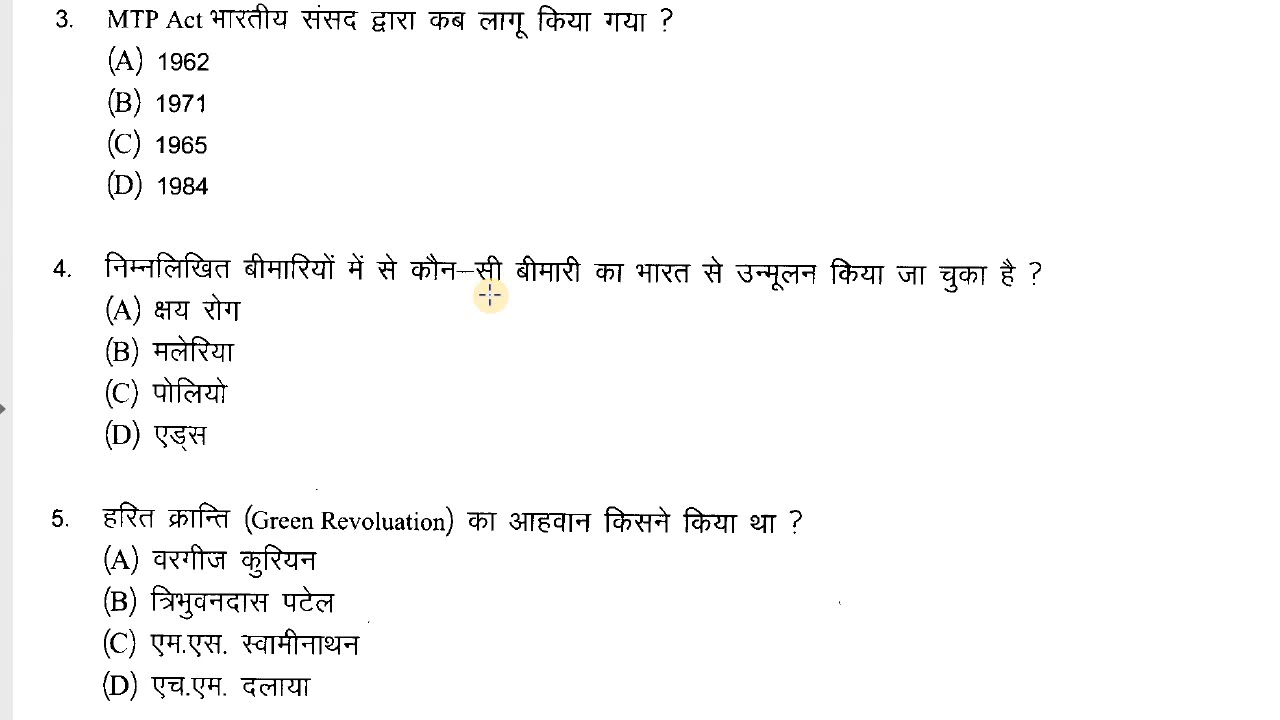 3. MTP Act भारतीय संसद द्वारा कब लागू किया गया ?
(A) 1962
(B) 1971
(C) 1965
(D) 1984
4. निम्नलिखित बीमारियों में से कौन–सी बीमारी का भारत से उन्मूलन किया जा चुका है ?
(A) क्षय रोग
(B) मलेरिया
(C) पोलियो
(D) एड्स
5. हरित क्रान्ति (Green Revoluation) का आहवान किसने किया था ?
(A) वरगीज कुरियन
(B) त्रिभुवनदास पटेल
(C) एम.एस. स्वामीनाथन
(D) एच.एम. दलाया